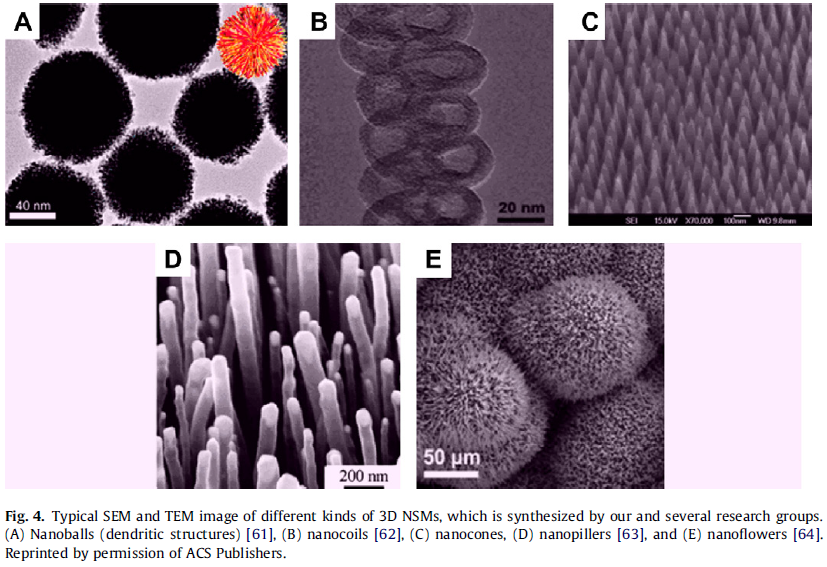 A
B
C
40 nm
20 nm
SEI 15.0kV X70,000 100nm WD 9.8mm
D
E
200 nm
50 µm
Fig. 4. Typical SEM and TEM image of different kinds of 3D NSMs, which is synthesized by our and several research groups.
(A) Nanoballs (dendritic structures) [61], (B) nanocoils [62], (C) nanocones, (D) nanopillers [63], and (E) nanoflowers [64].
Reprinted by permission of ACS Publishers.